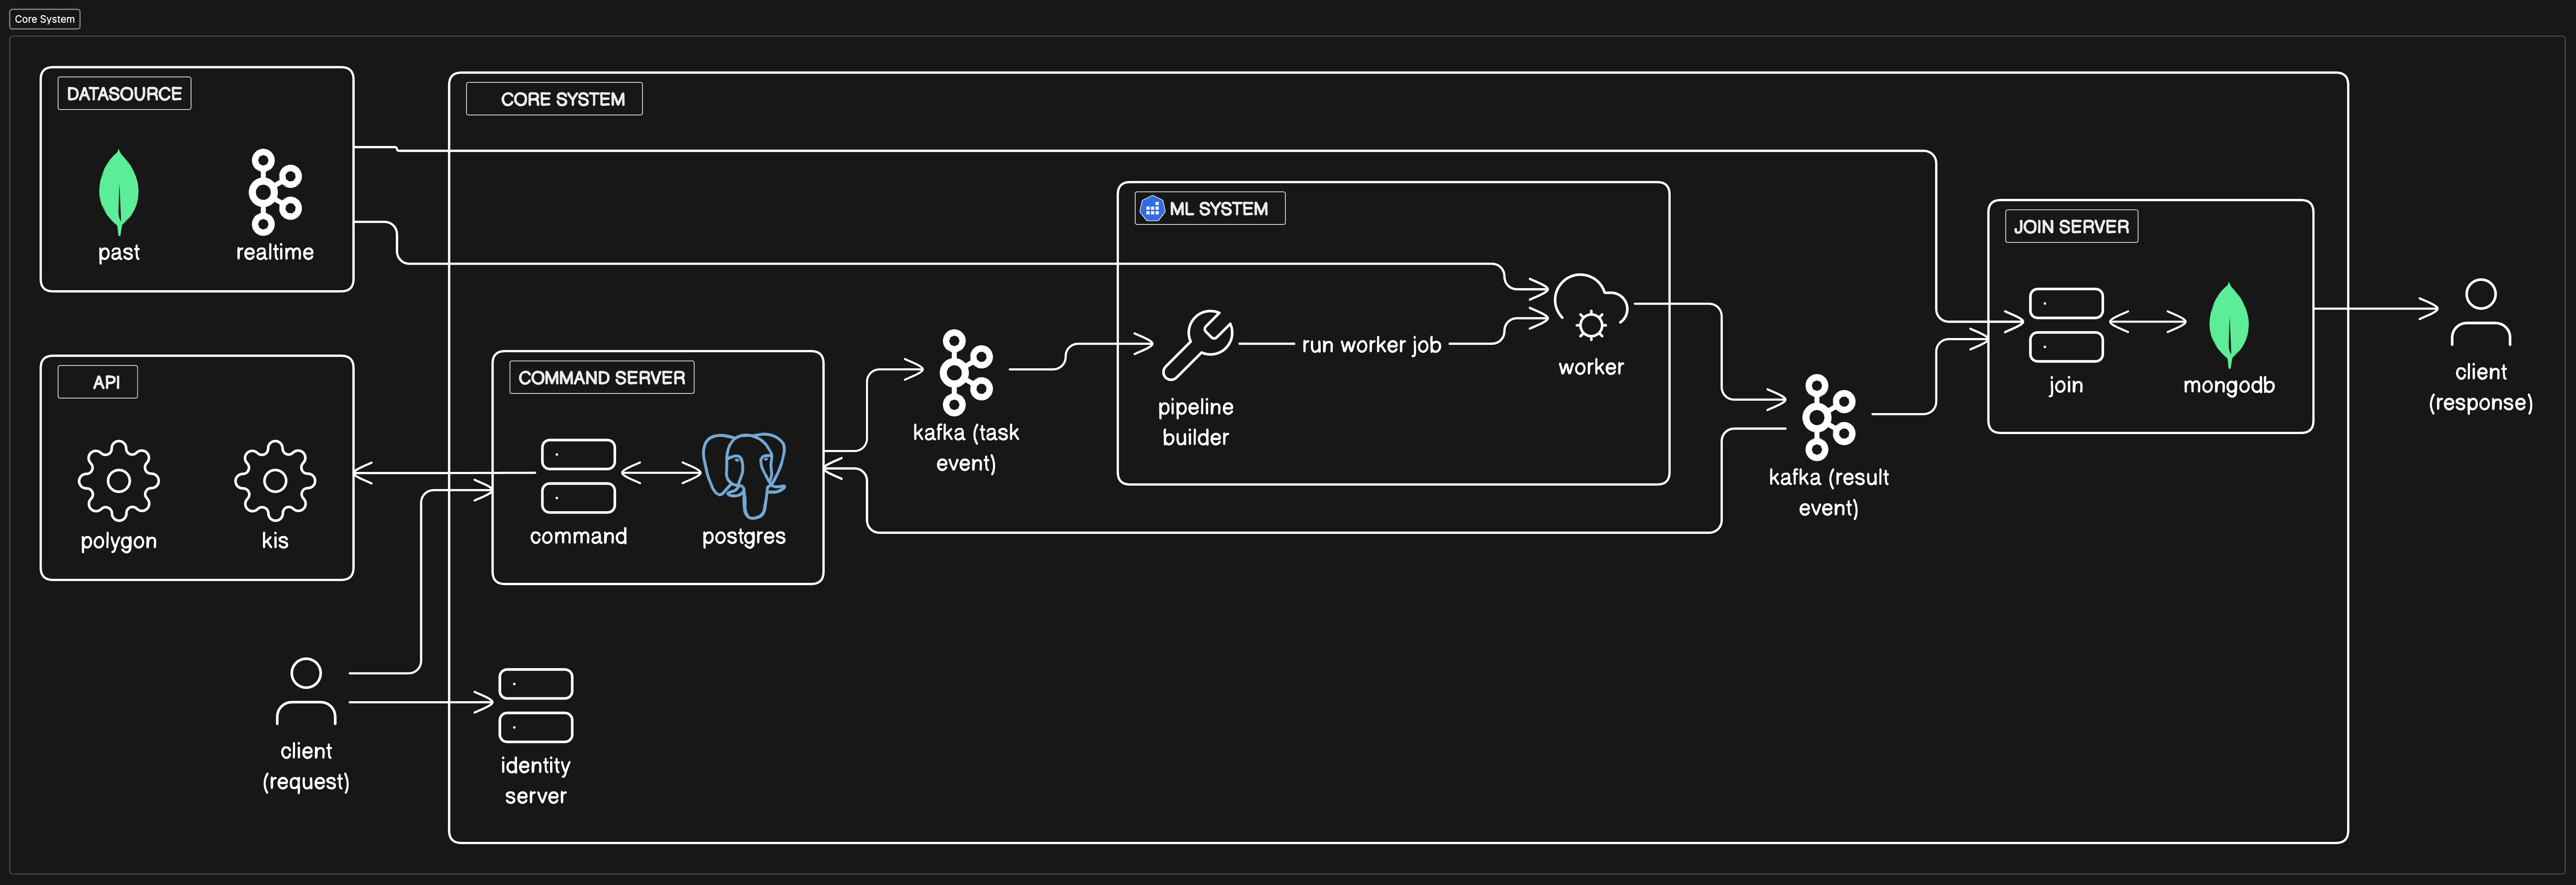 Core System
DATASOURCE
past
realtime
CORE SYSTEM
ML SYSTEM
pipeline
builder
run worker job
worker
JOIN SERVER
join
mongodb
client
(response)
API
polygon
kis
COMMAND SERVER
command
postgres
kafka (task
event)
kafka (result
event)
client
(request)
identity
server